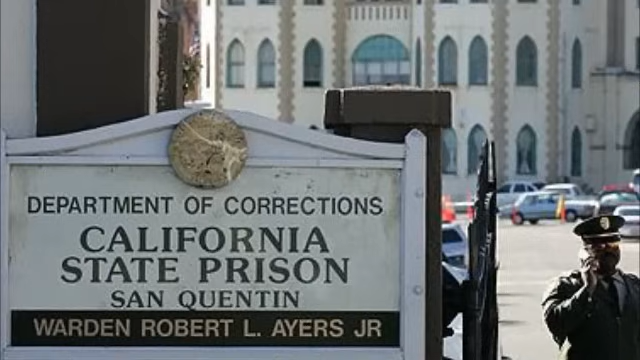 DEPARTMENT OF CORRECTIONS
CALIFORNIA
STATE PRISON
SAN QUENTIN
WARDEN ROBERT L. AYERS JR